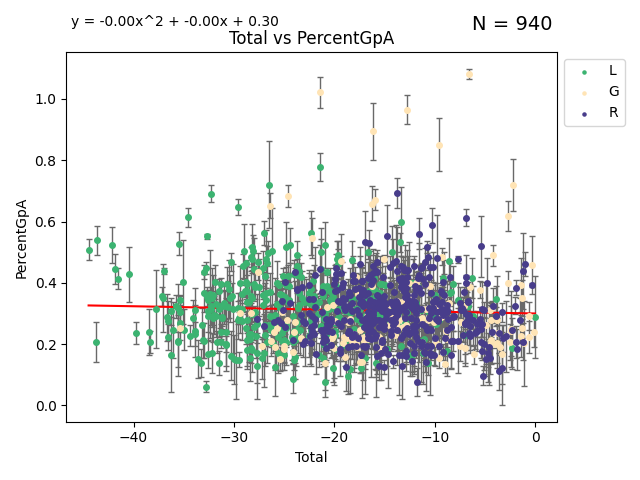 y = -0.00x^2 + -0.00x + 0.30
N = 940
Total vs PercentGpA
L
G
R
PercentGpA
1.0
0.8
0.6
0.4
0.2
0.0
−40
−30
−20
−10
0
Total